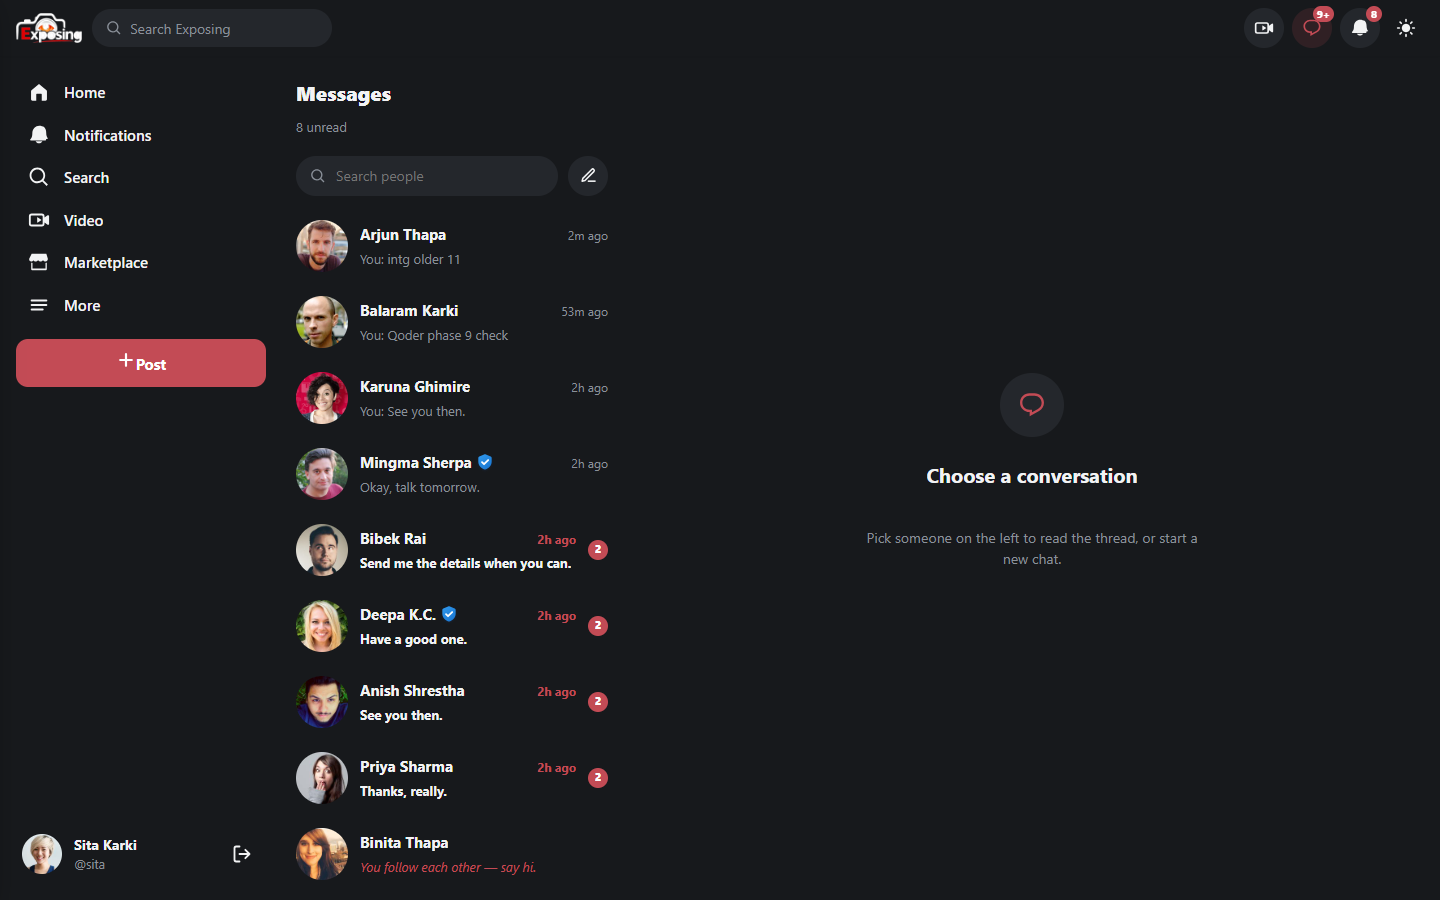 Exposing
Search Exposing
9+
8
Home
Notifications
Search
Video
Marketplace
More
+ Post
Sita Karki
@sita
Messages
8 unread
Search people
Arjun Thapa
2m ago
You: intg older 11
Balaram Karki
53m ago
You: Qoder phase 9 check
Karuna Ghimire
2h ago
You: See you then.
Mingma Sherpa
2h ago
Okay, talk tomorrow.
Bibek Rai
2h ago
2
Send me the details when you can.
Deepa K.C.
2h ago
2
Have a good one.
Anish Shrestha
2h ago
2
See you then.
Priya Sharma
2h ago
2
Thanks, really.
Binita Thapa
You follow each other — say hi.
Choose a conversation
Pick someone on the left to read the thread, or start a
new chat.